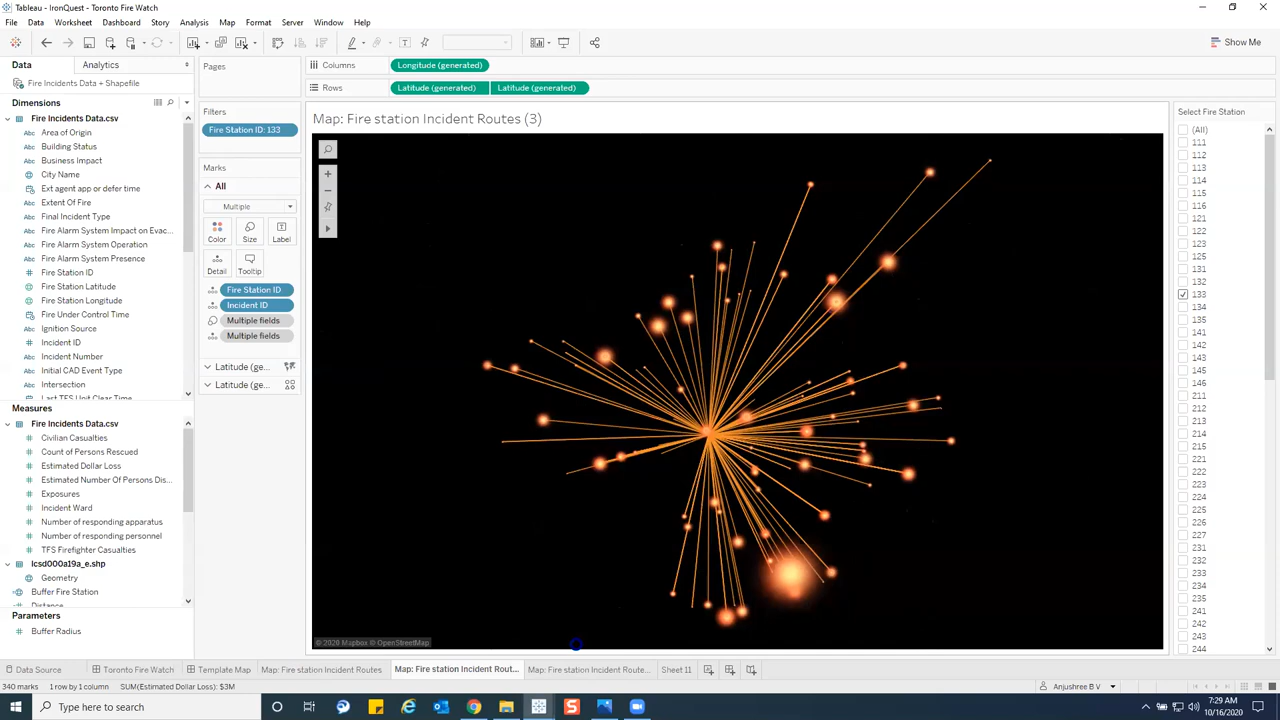 Tableau - IronQuest - Toronto Fire Watch
File Data Worksheet Dashboard Story Analysis Map Format Server Window Help
Show Me
Data Analytics
Fire Incidents Data + Shapefile
Dimensions
Fire Incidents Data.csv
Area of Origin
Building Status
Business Impact
City Name
Ext agent app or defer time
Extent Of Fire
Final Incident Type
Fire Alarm System Impact on Evac...
Fire Alarm System Operation
Fire Alarm System Presence
Fire Station ID
Fire Station Latitude
Fire Station Longitude
Fire Under Control Time
Ignition Source
Incident ID
Incident Number
Initial CAD Event Type
Intersection
Last TFS Unit Clear Time
Measures
Fire Incidents Data.csv
Civilian Casualties
Count of Persons Rescued
Estimated Dollar Loss
Estimated Number Of Persons Dis...
Exposures
Incident Ward
Number of responding apparatus
Number of responding personnel
TFS Firefighter Casualties
lcsd000a19a_e.shp
Geometry
Buffer Fire Station
Distance
Parameters
Buffer Radius
Pages
Filters
Fire Station ID: 133
Marks
All
Multiple
Color Size Label
Detail Tooltip
Fire Station ID
Incident ID
Multiple fields
Multiple fields
Latitude (ge...
Latitude (ge...
Columns Longitude (generated)
Rows Latitude (generated) Latitude (generated)
Map: Fire station Incident Routes (3)
© 2020 Mapbox © OpenStreetMap
Select Fire Station
(All)
111
112
113
114
115
116
121
122
123
125
131
132
133
134
135
141
142
143
145
146
211
212
213
214
215
221
222
223
224
225
226
227
231
232
233
234
235
241
242
243
244
Data Source Toronto Fire Watch Template Map Map: Fire station Incident Routes Map: Fire station Incident Rout... Map: Fire station Incident Route... Sheet 11
340 marks 1 row by 1 column SUM(Estimated Dollar Loss): $3M
Anjushree B V
Type here to search
7:29 AM
10/16/2020